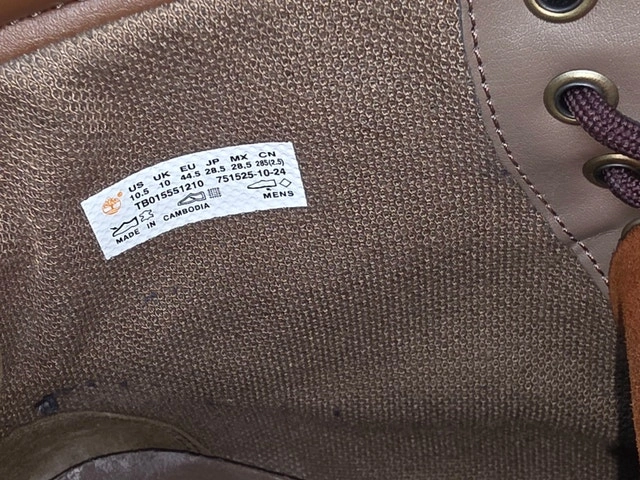 US UK EU JP MX CN
10.5 10 44.5 28.5 28.5 285(2.5)
TB015551210 751525-10-24
MADE IN CAMBODIA MENS